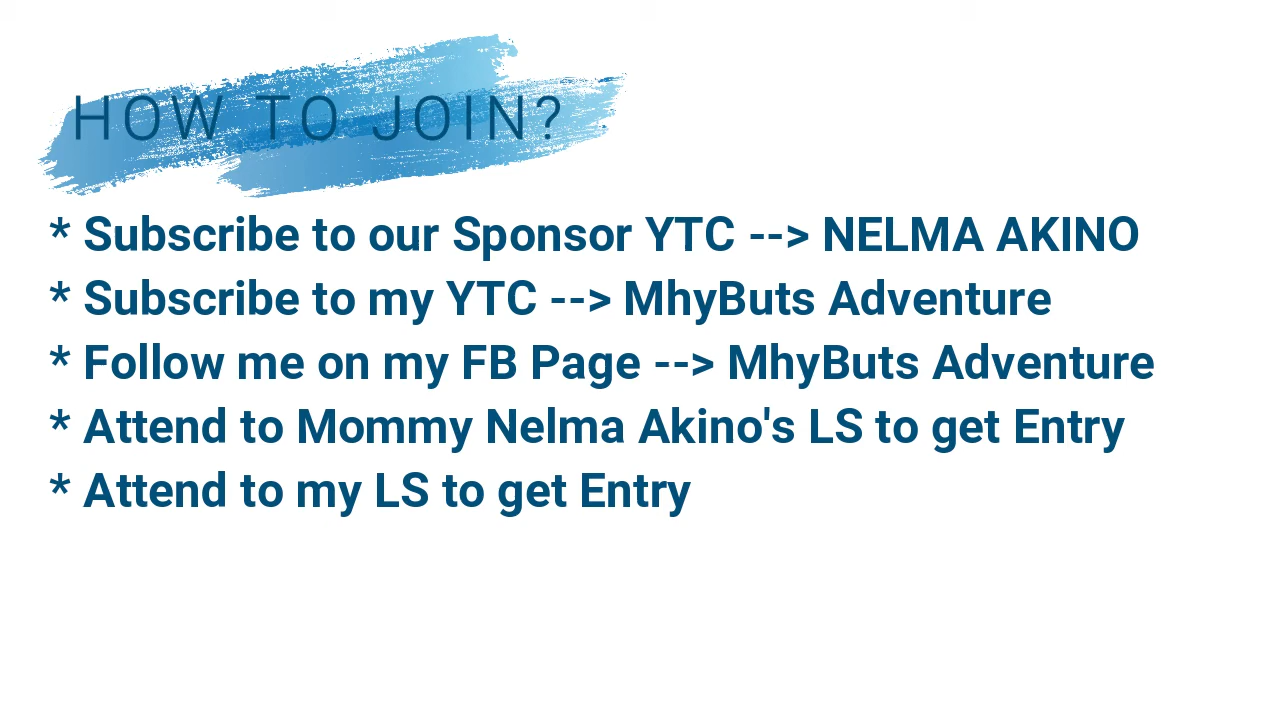 HOW TO JOIN?
* Subscribe to our Sponsor YTC --> NELMA AKINO
* Subscribe to my YTC --> MhyButs Adventure
* Follow me on my FB Page --> MhyButs Adventure
* Attend to Mommy Nelma Akino's LS to get Entry
* Attend to my LS to get Entry